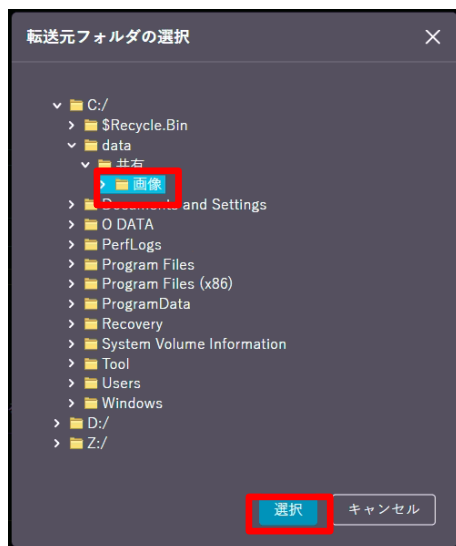 転送元フォルダの選択
C:/
$Recycle.Bin
data
共有
画像
Documents and Settings
O DATA
PerfLogs
Program Files
Program Files (x86)
ProgramData
Recovery
System Volume Information
Tool
Users
Windows
D:/
Z:/
選択 キャンセル